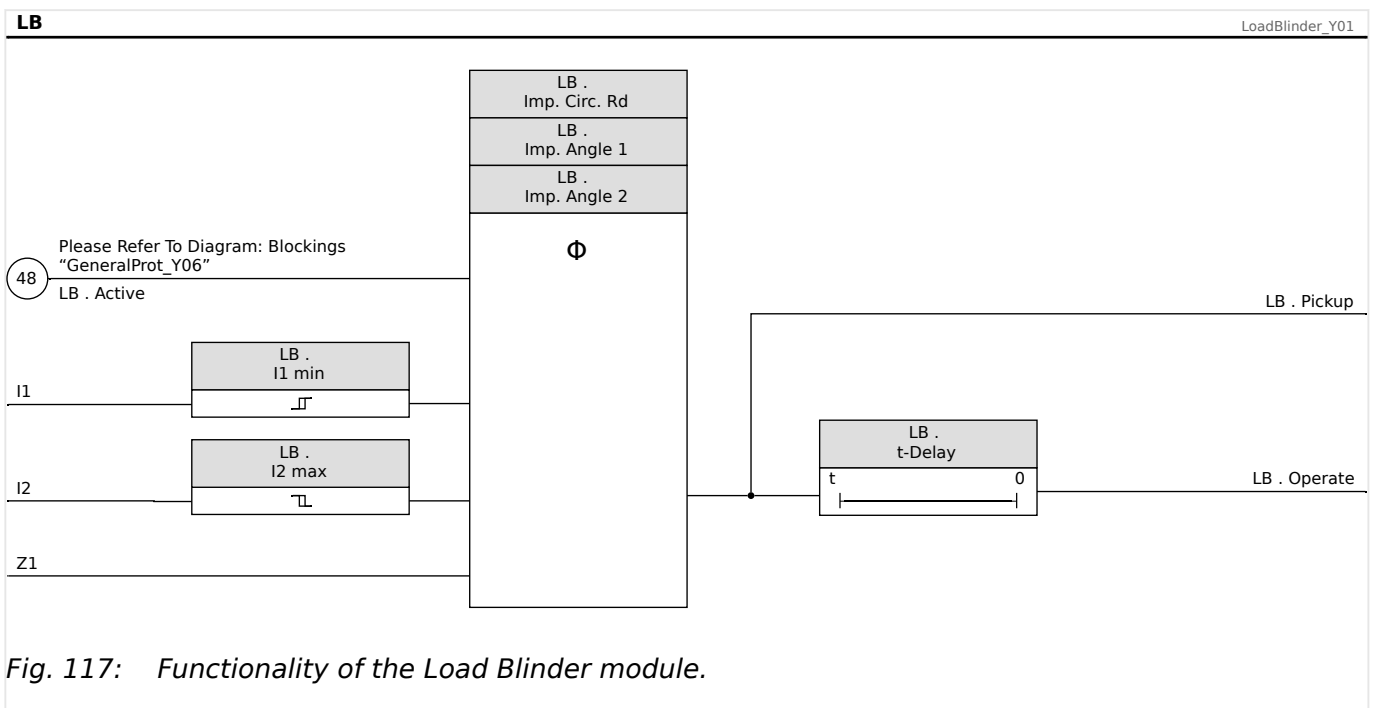 LB
LoadBlinder_Y01
LB .
Imp. Circ. Rd
LB .
Imp. Angle 1
LB .
Imp. Angle 2
Φ
Please Refer To Diagram: Blockings
“GeneralProt_Y06”
48
LB . Active
LB . Pickup
LB .
I1 min
I1
LB .
I2 max
I2
LB .
t-Delay
t 0
LB . Operate
Z1
Fig. 117: Functionality of the Load Blinder module.